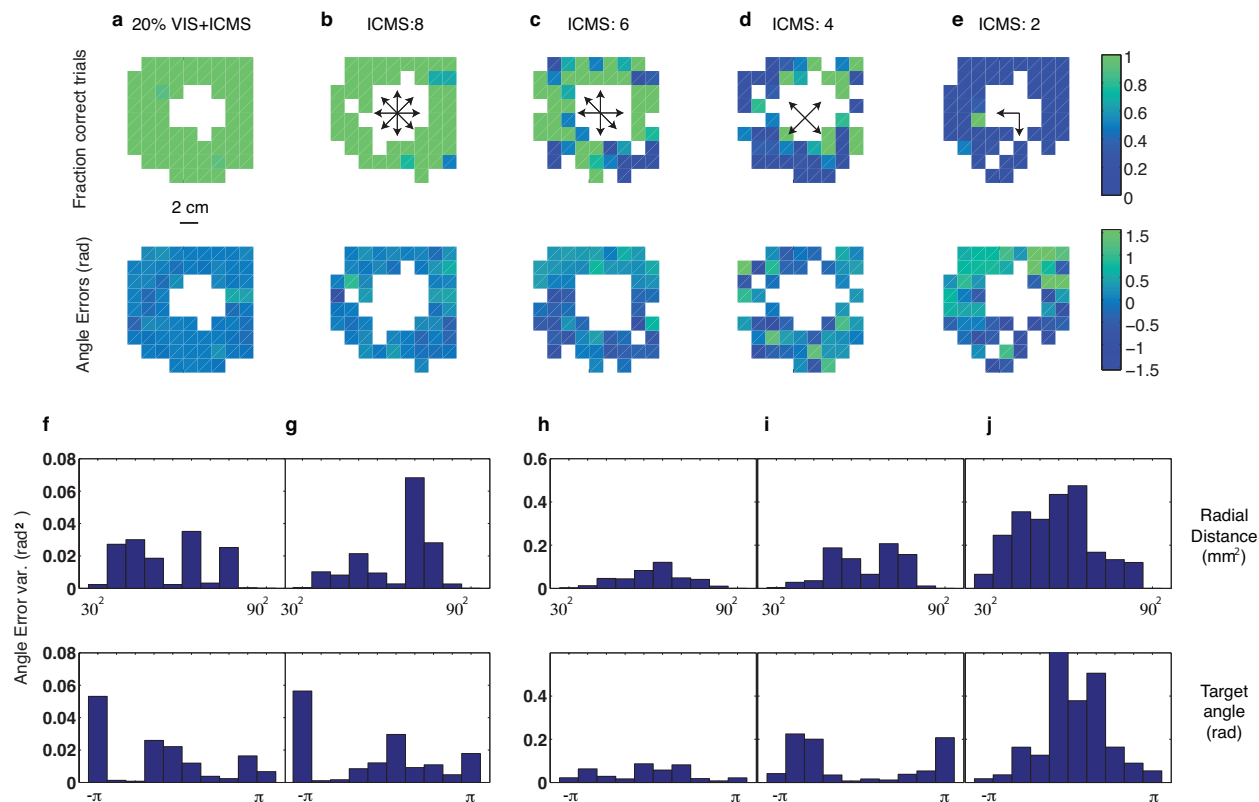 a 20% VIS+ICMS
b ICMS:8
c ICMS: 6
d ICMS: 4
e ICMS: 2
Fraction correct trials
1
0.8
0.6
0.4
0.2
0
2 cm
Angle Errors (rad)
1.5
1
0.5
0
−0.5
−1
−1.5
f
g
h
i
j
Angle Error var. (rad²)
0.08
0.06
0.04
0.02
0
30² 90²
30² 90²
0.6
0.4
0.2
0
30² 90²
30² 90²
30² 90²
Radial
Distance
(mm²)
0.08
0.06
0.04
0.02
0
-π π
-π π
0.4
0.2
0
-π π
-π π
-π π
Target
angle
(rad)